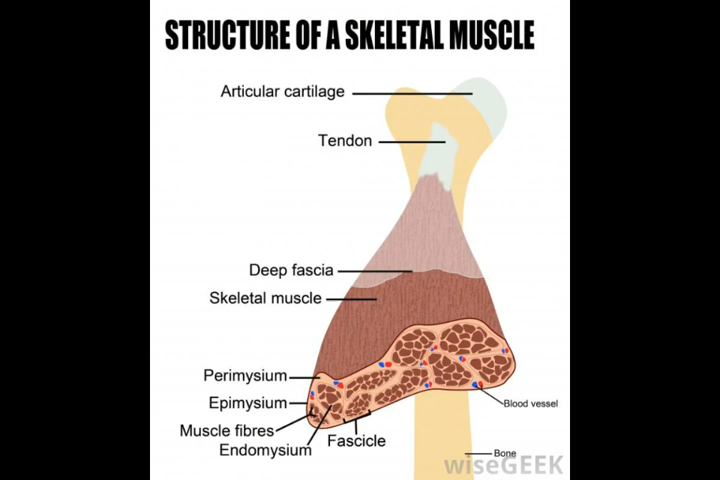 STRUCTURE OF A SKELETAL MUSCLE
Articular cartilage
Tendon
Deep fascia
Skeletal muscle
Perimysium
Epimysium
Blood vessel
Muscle fibres
Fascicle
Endomysium
Bone
wiseGEEK